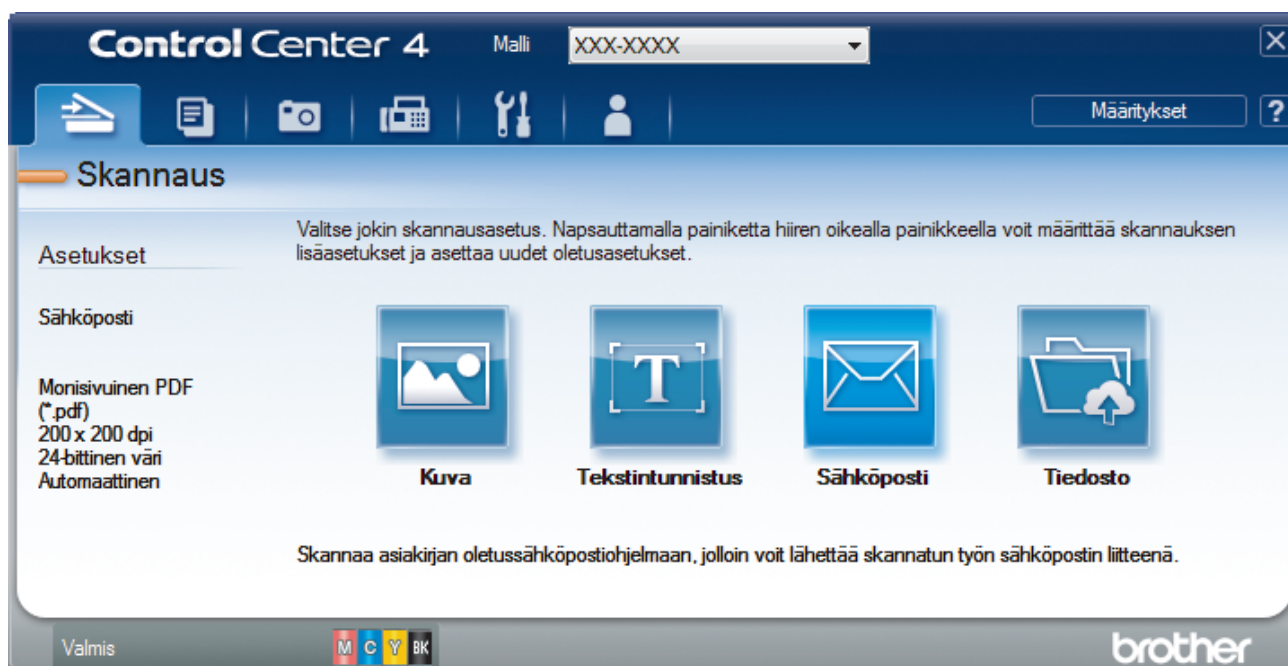 Control Center 4
Malli
XXX-XXXX
Määritykset
?
Skannaus
Asetukset
Sähköposti
Monisivuinen PDF
(*.pdf)
200 x 200 dpi
24-bittinen väri
Automaattinen
Valitse jokin skannausasetus. Napsauttamalla painiketta hiiren oikealla painikkeella voit määrittää skannauksen
lisäasetukset ja asettaa uudet oletusasetukset.
T
Kuva
Tekstintunnistus
Sähköposti
Tiedosto
Skannaa asiakirjan oletussähköpostiohjelmaan, jolloin voit lähettää skannatun työn sähköpostin liitteenä.
Valmis
M C Y BK
brother